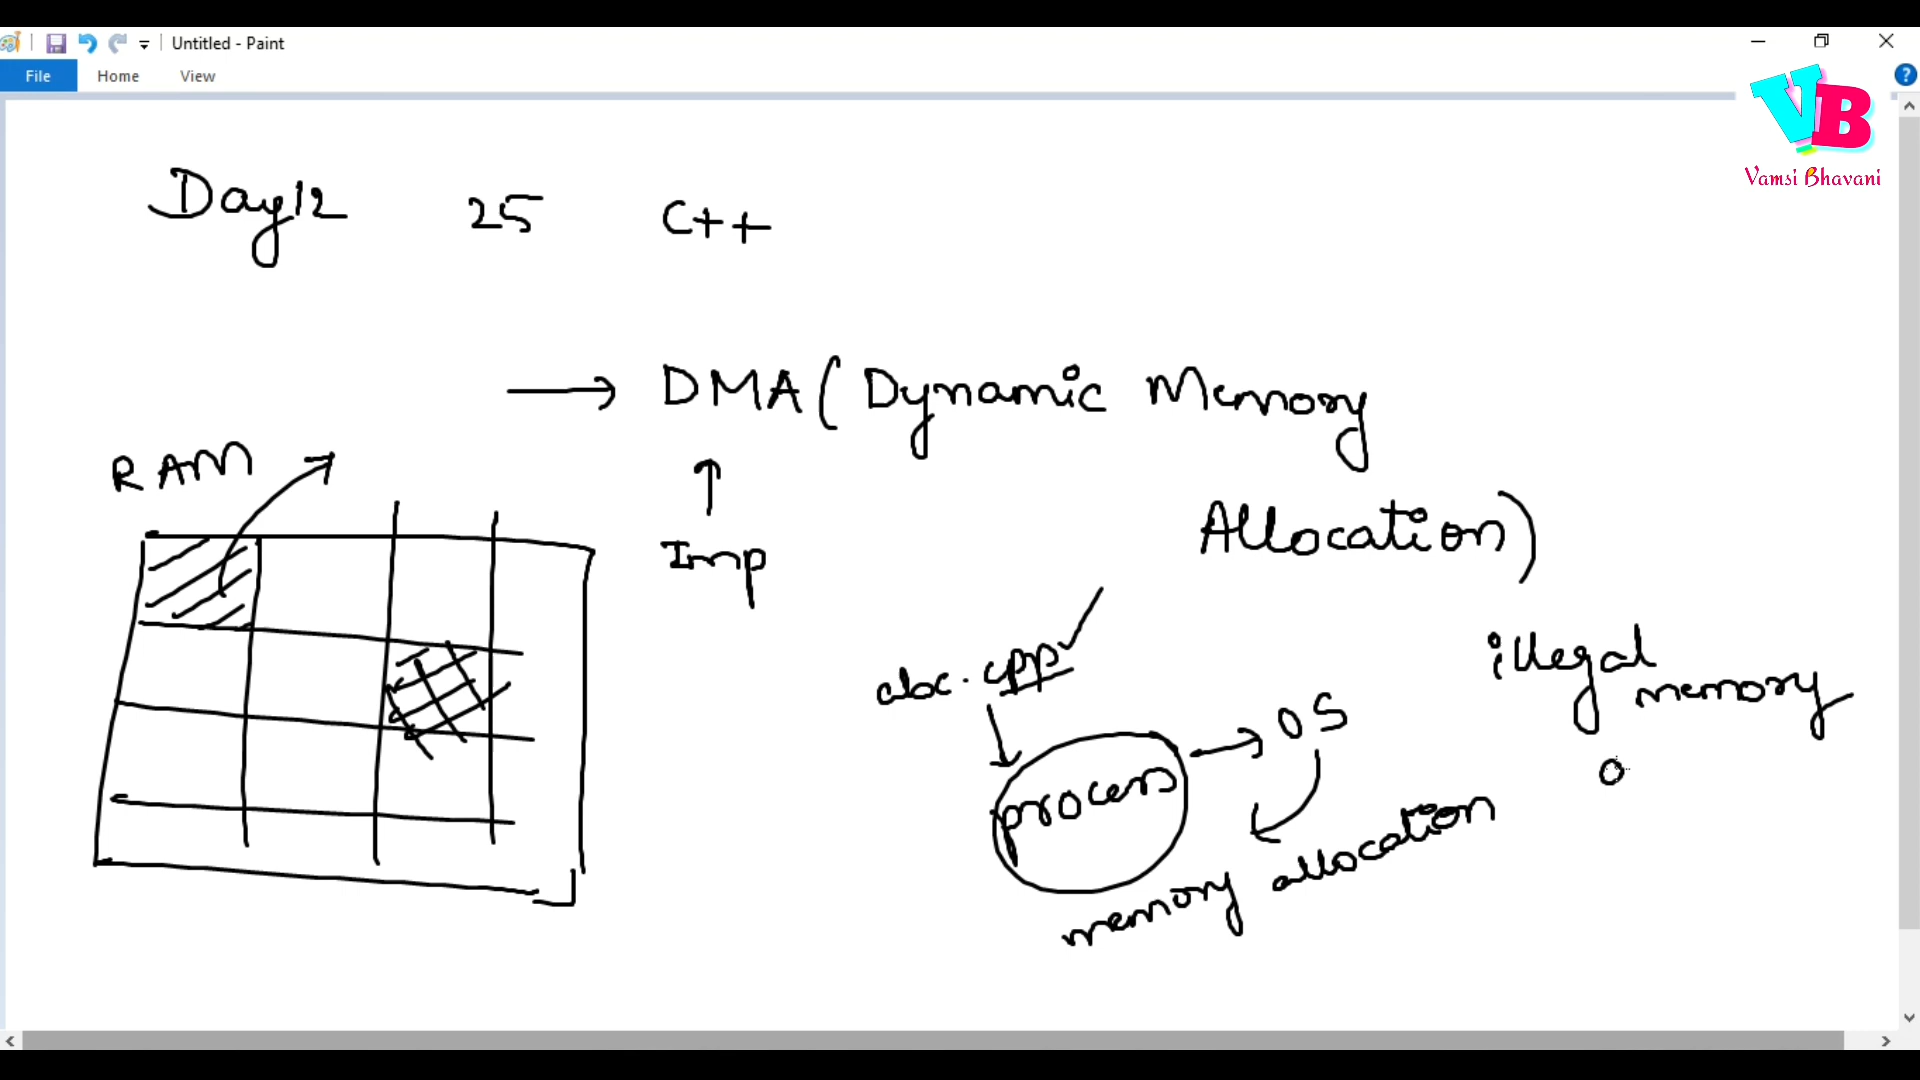 Untitled - Paint
File Home View
VB
Vamsi Bhavani
Day12 25 C++
→ DMA (Dynamic Memory
Allocation)
RAM
↑
Imp
abc.cpp
process → OS
memory allocation
illegal
memory